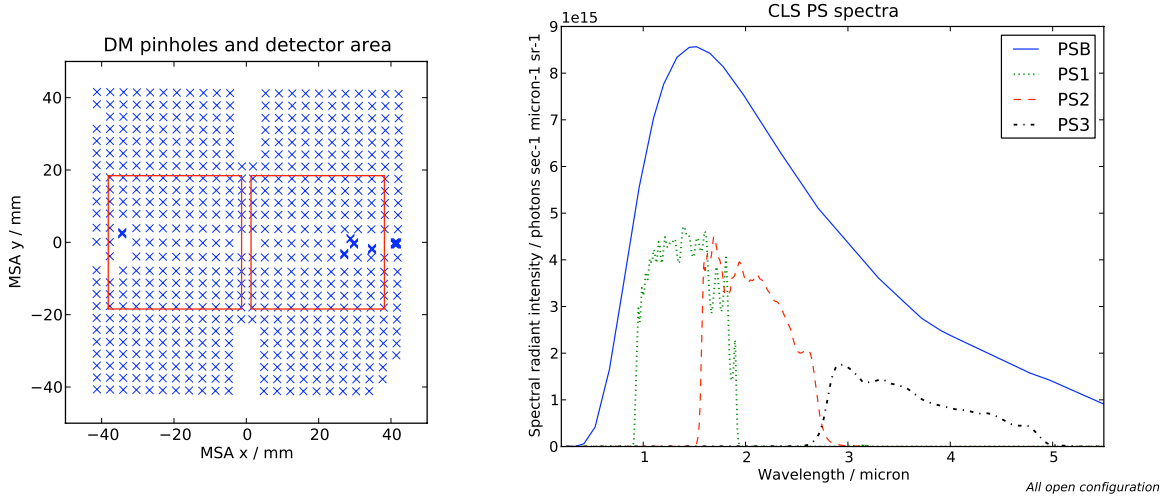 DM pinholes and detector area
MSA y / mm
40
20
0
−20
−40
−40
−20
0
20
40
MSA x / mm
CLS PS spectra
1e15
Spectral radiant intensity / photons sec-1 micron-1 sr-1
9
8
7
6
5
4
3
2
1
0
1
2
3
4
5
Wavelength / micron
PSB
PS1
PS2
PS3
All open configuration